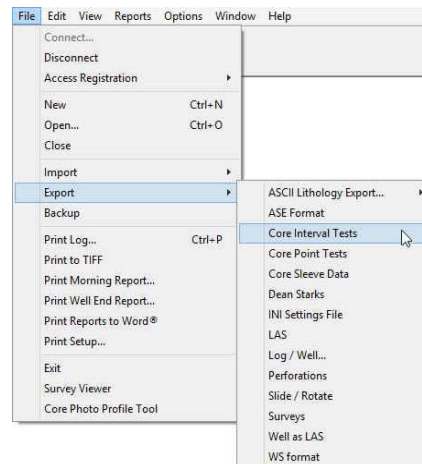 File Edit View Reports Options Window Help
Connect...
Disconnect
Access Registration
New Ctrl+N
Open... Ctrl+O
Close
Import
Export
Backup
Print Log... Ctrl+P
Print to TIFF
Print Morning Report...
Print Well End Report...
Print Reports to Word®
Print Setup...
Exit
Survey Viewer
Core Photo Profile Tool
ASCII Lithology Export...
ASE Format
Core Interval Tests
Core Point Tests
Core Sleeve Data
Dean Starks
INI Settings File
LAS
Log / Well...
Perforations
Slide / Rotate
Surveys
Well as LAS
WS format